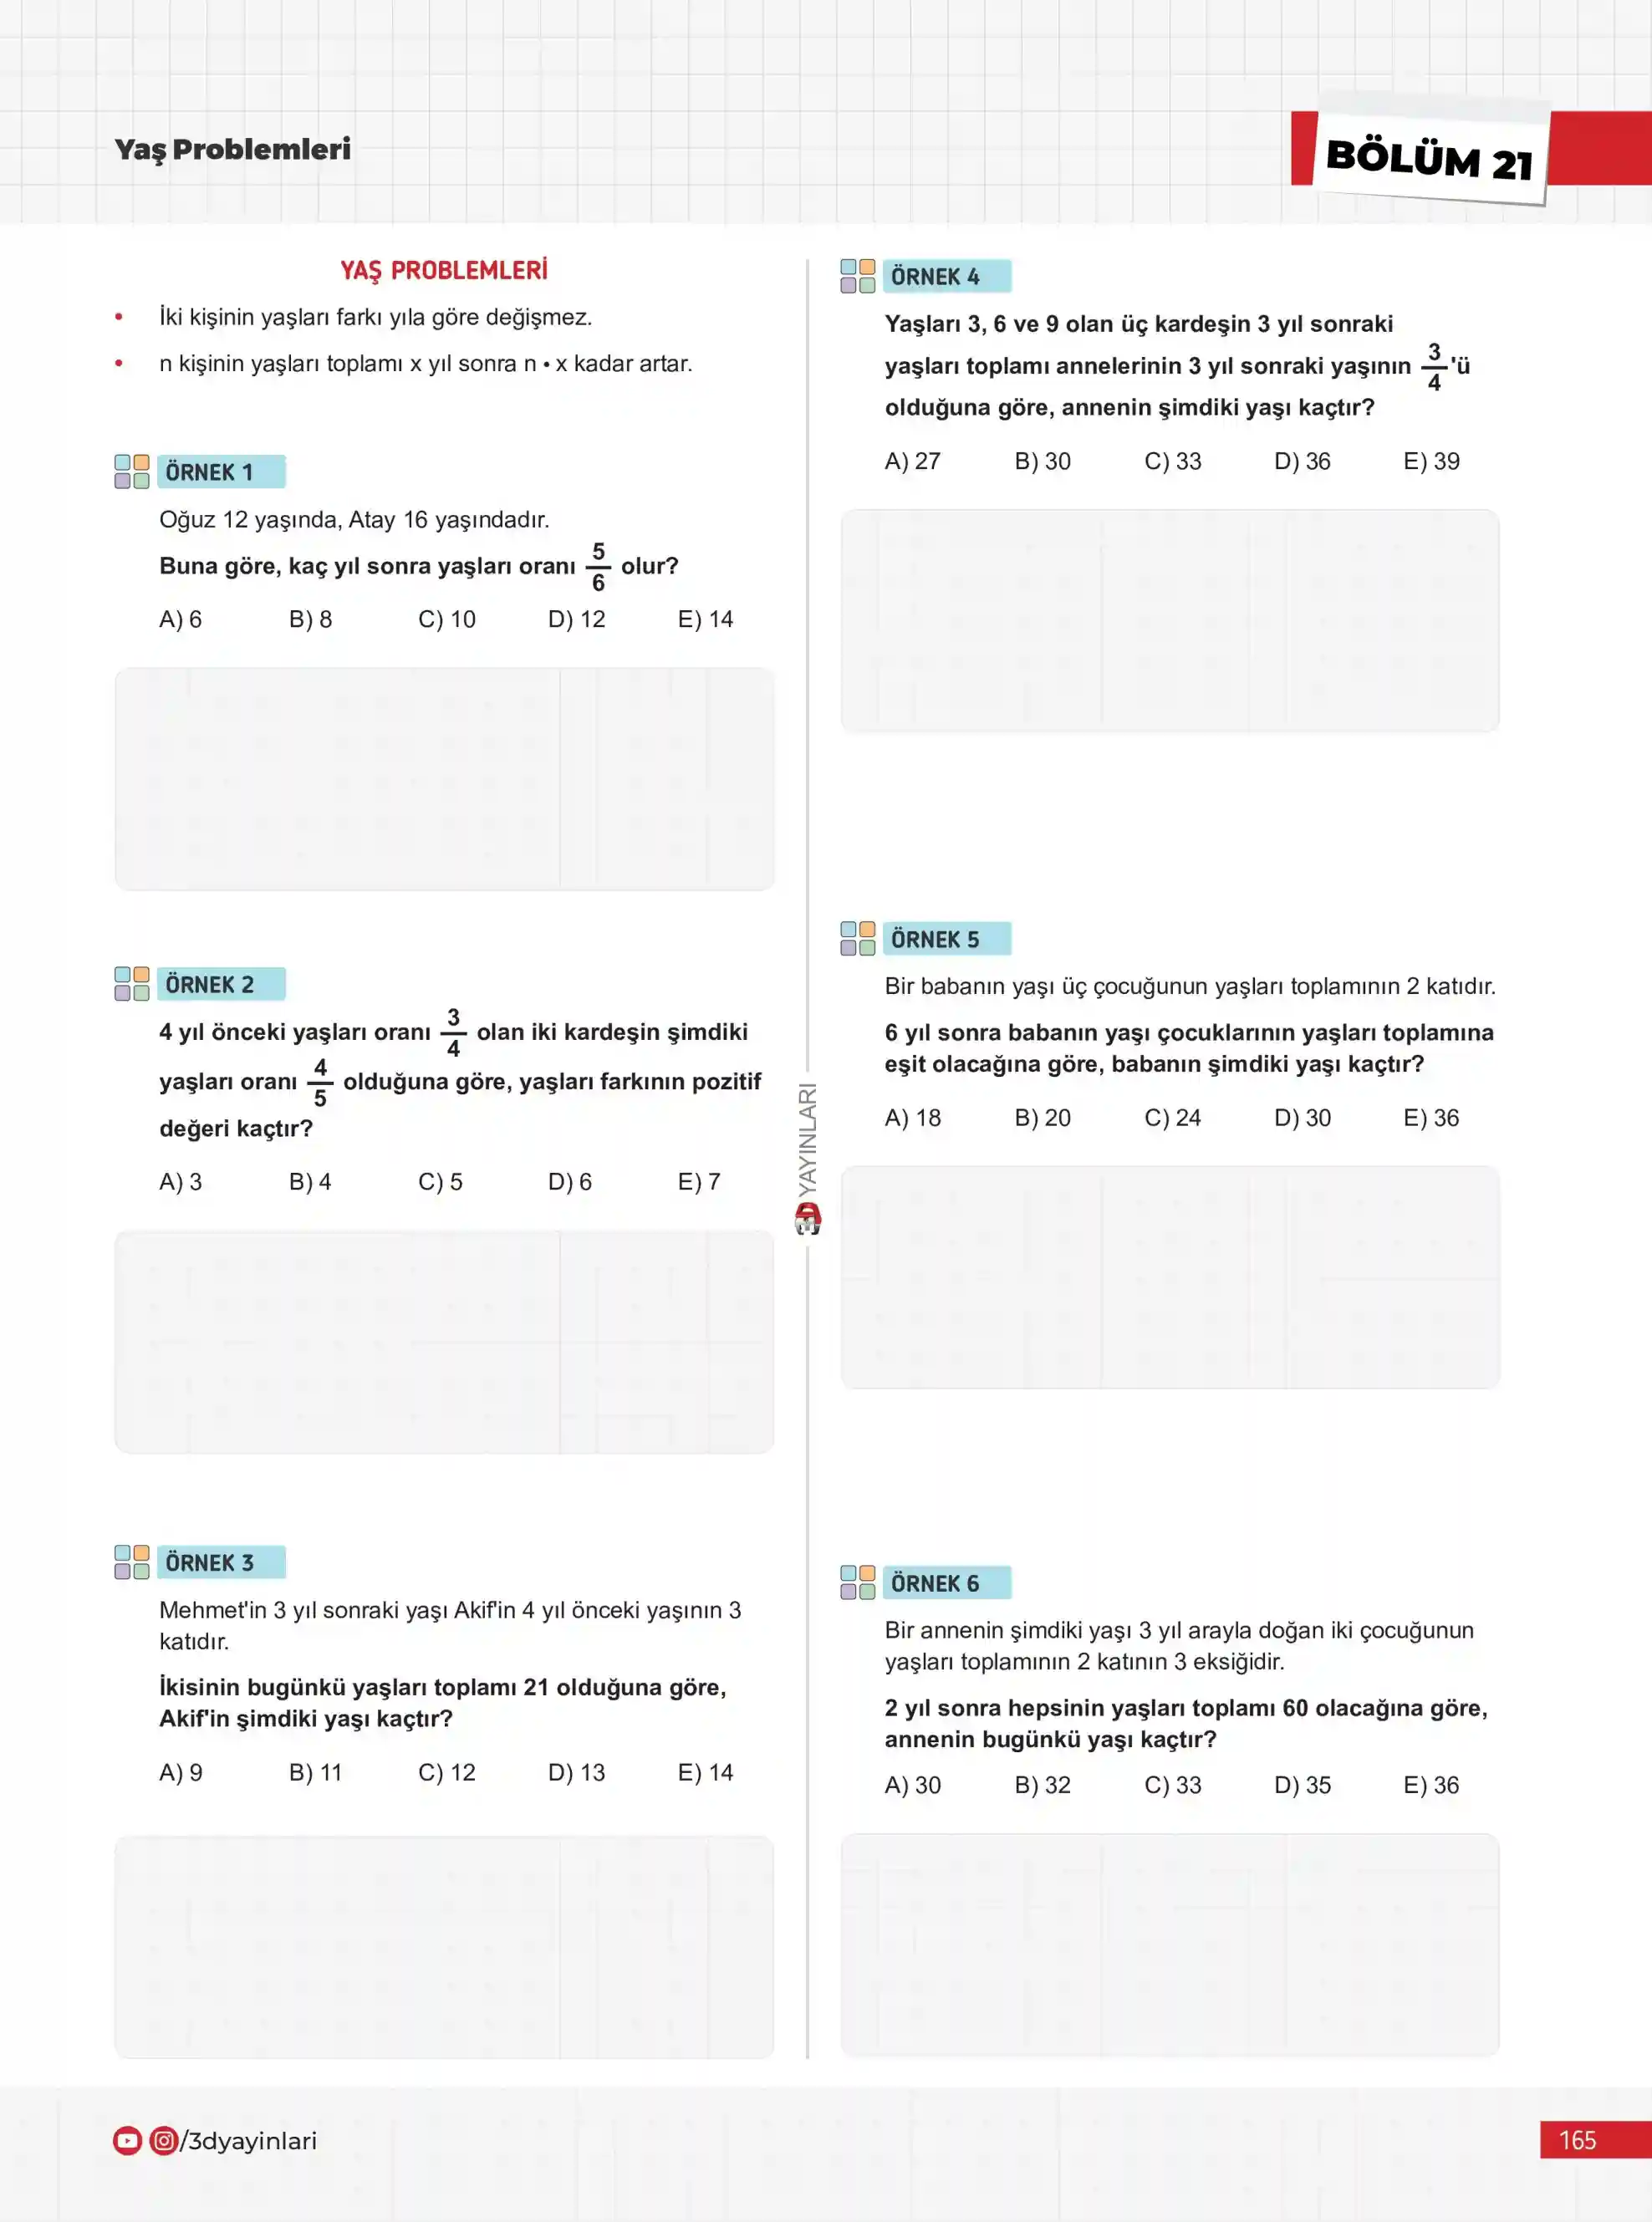 Yaş Problemleri
BÖLÜM 21
YAŞ PROBLEMLERİ
• İki kişinin yaşları farkı yıla göre değişmez.
• n kişinin yaşları toplamı x yıl sonra n • x kadar artar.
ÖRNEK 1
Oğuz 12 yaşında, Atay 16 yaşındadır.
Buna göre, kaç yıl sonra yaşları oranı 5/6 olur?
A) 6 B) 8 C) 10 D) 12 E) 14
ÖRNEK 2
4 yıl önceki yaşları oranı 3/4 olan iki kardeşin şimdiki
yaşları oranı 4/5 olduğuna göre, yaşları farkının pozitif
değeri kaçtır?
A) 3 B) 4 C) 5 D) 6 E) 7
ÖRNEK 3
Mehmet'in 3 yıl sonraki yaşı Akif'in 4 yıl önceki yaşının 3
katıdır.
İkisinin bugünkü yaşları toplamı 21 olduğuna göre,
Akif'in şimdiki yaşı kaçtır?
A) 9 B) 11 C) 12 D) 13 E) 14
YAYINLARI
ÖRNEK 4
Yaşları 3, 6 ve 9 olan üç kardeşin 3 yıl sonraki
yaşları toplamı annelerinin 3 yıl sonraki yaşının 3/4 'ü
olduğuna göre, annenin şimdiki yaşı kaçtır?
A) 27 B) 30 C) 33 D) 36 E) 39
ÖRNEK 5
Bir babanın yaşı üç çocuğunun yaşları toplamının 2 katıdır.
6 yıl sonra babanın yaşı çocuklarının yaşları toplamına
eşit olacağına göre, babanın şimdiki yaşı kaçtır?
A) 18 B) 20 C) 24 D) 30 E) 36
ÖRNEK 6
Bir annenin şimdiki yaşı 3 yıl arayla doğan iki çocuğunun
yaşları toplamının 2 katının 3 eksiğidir.
2 yıl sonra hepsinin yaşları toplamı 60 olacağına göre,
annenin bugünkü yaşı kaçtır?
A) 30 B) 32 C) 33 D) 35 E) 36
/3dyayinlari
165